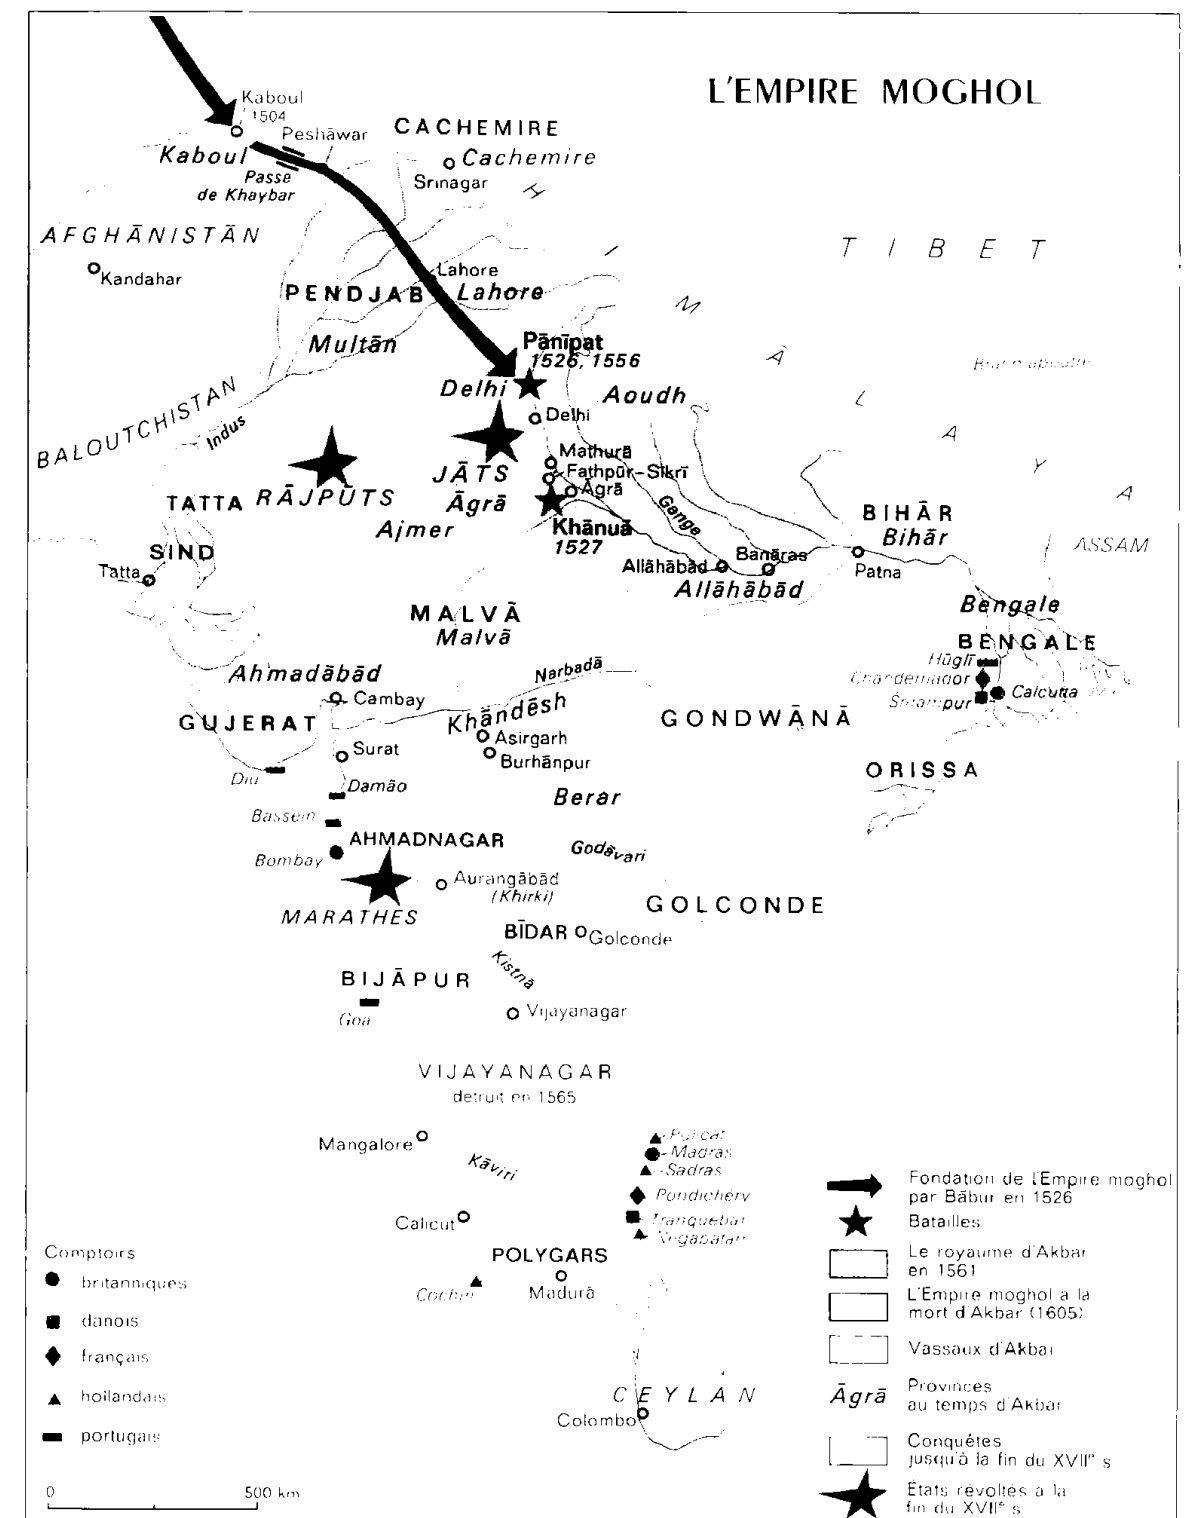 L'EMPIRE MOGHOL
Kaboul
1504
Peshāwar
CACHEMIRE
Kaboul
Cachemire
Srinagar
Passe
de Khaybar
H I M Ā L A Y A
AFGHĀNISTĀN
TIBET
Kandahar
Lahore
PENDJAB
Lahore
Multān
Pānīpat
1526, 1556
Delhi
Aoudh
BALOUTCHISTAN
Indus
Delhi
Mathurā
JĀTS
Fathpūr-Sīkrī
Āgrā
Āgrā
TATTA
RĀJPŪTS
Ajmer
Khānuā
1527
Gange
BIHĀR
Bihār
ASSAM
SIND
Tatta
Allāhābād
Banāras
Patna
Allāhābād
MALVĀ
Malvā
Bengale
BENGALE
Hūglī
Chandernagor
Calcutta
Ahmadābād
Narbadā
Cambay
Khāndēsh
GUJERAT
GONDWĀNĀ
Asirgarh
Surat
Burhānpur
Diu
Damão
ORISSA
Berar
Bassein
AHMADNAGAR
Godāvari
Bombay
Aurangābād
(Khirki)
MARATHES
GOLCONDE
BĪDAR
Golconde
Kistnā
BIJĀPUR
Goa
Vijayanagar
VIJAYANAGAR
detruit en 1565
Mangalore
Kāviri
Pulicat
Madras
Sadras
Pondichéry
Tranquebar
Negapatan
Calicut
POLYGARS
Cochin
Madurā
CEYLAN
Colombo
Comptoirs
britanniques
danois
français
hollandais
portugais
0 500 km
Fondation de l'Empire moghol
par Bābur en 1526
Batailles
Le royaume d'Akbar
en 1561
L'Empire moghol a la
mort d'Akbar (1605)
Vassaux d'Akbar
Āgrā
Provinces
au temps d'Akbar
Conquêtes
jusqu'à la fin du XVIIᵉ s
États révoltés a la
fin du XVIIᵉ s